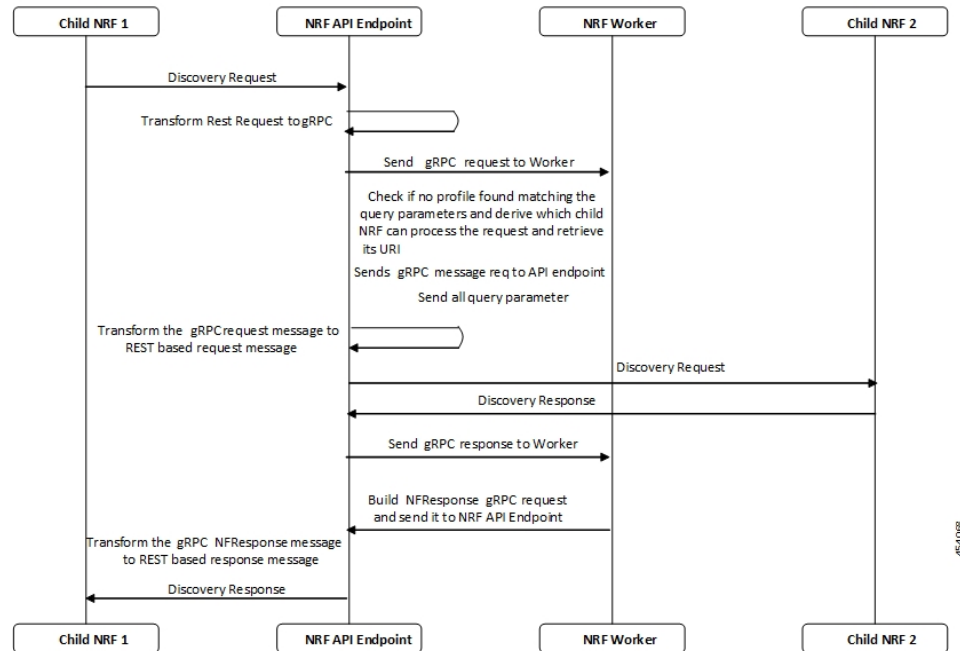 Child NRF 1
NRF API Endpoint
NRF Worker
Child NRF 2
Discovery Request
Transform Rest Request to gRPC
Send gRPC request to Worker
Check if no profile found matching the
query parameters and derive which child
NRF can process the request and retrieve
its URI
Sends gRPC message req to API endpoint
Send all query parameter
Transform the gRPC request message to
REST based request message
Discovery Request
Discovery Response
Send gRPC response to Worker
Build NFResponse gRPC request
and send it to NRF API Endpoint
Transform the gRPC NFResponse message
to REST based response message
Discovery Response
Child NRF 1
NRF API Endpoint
NRF Worker
Child NRF 2